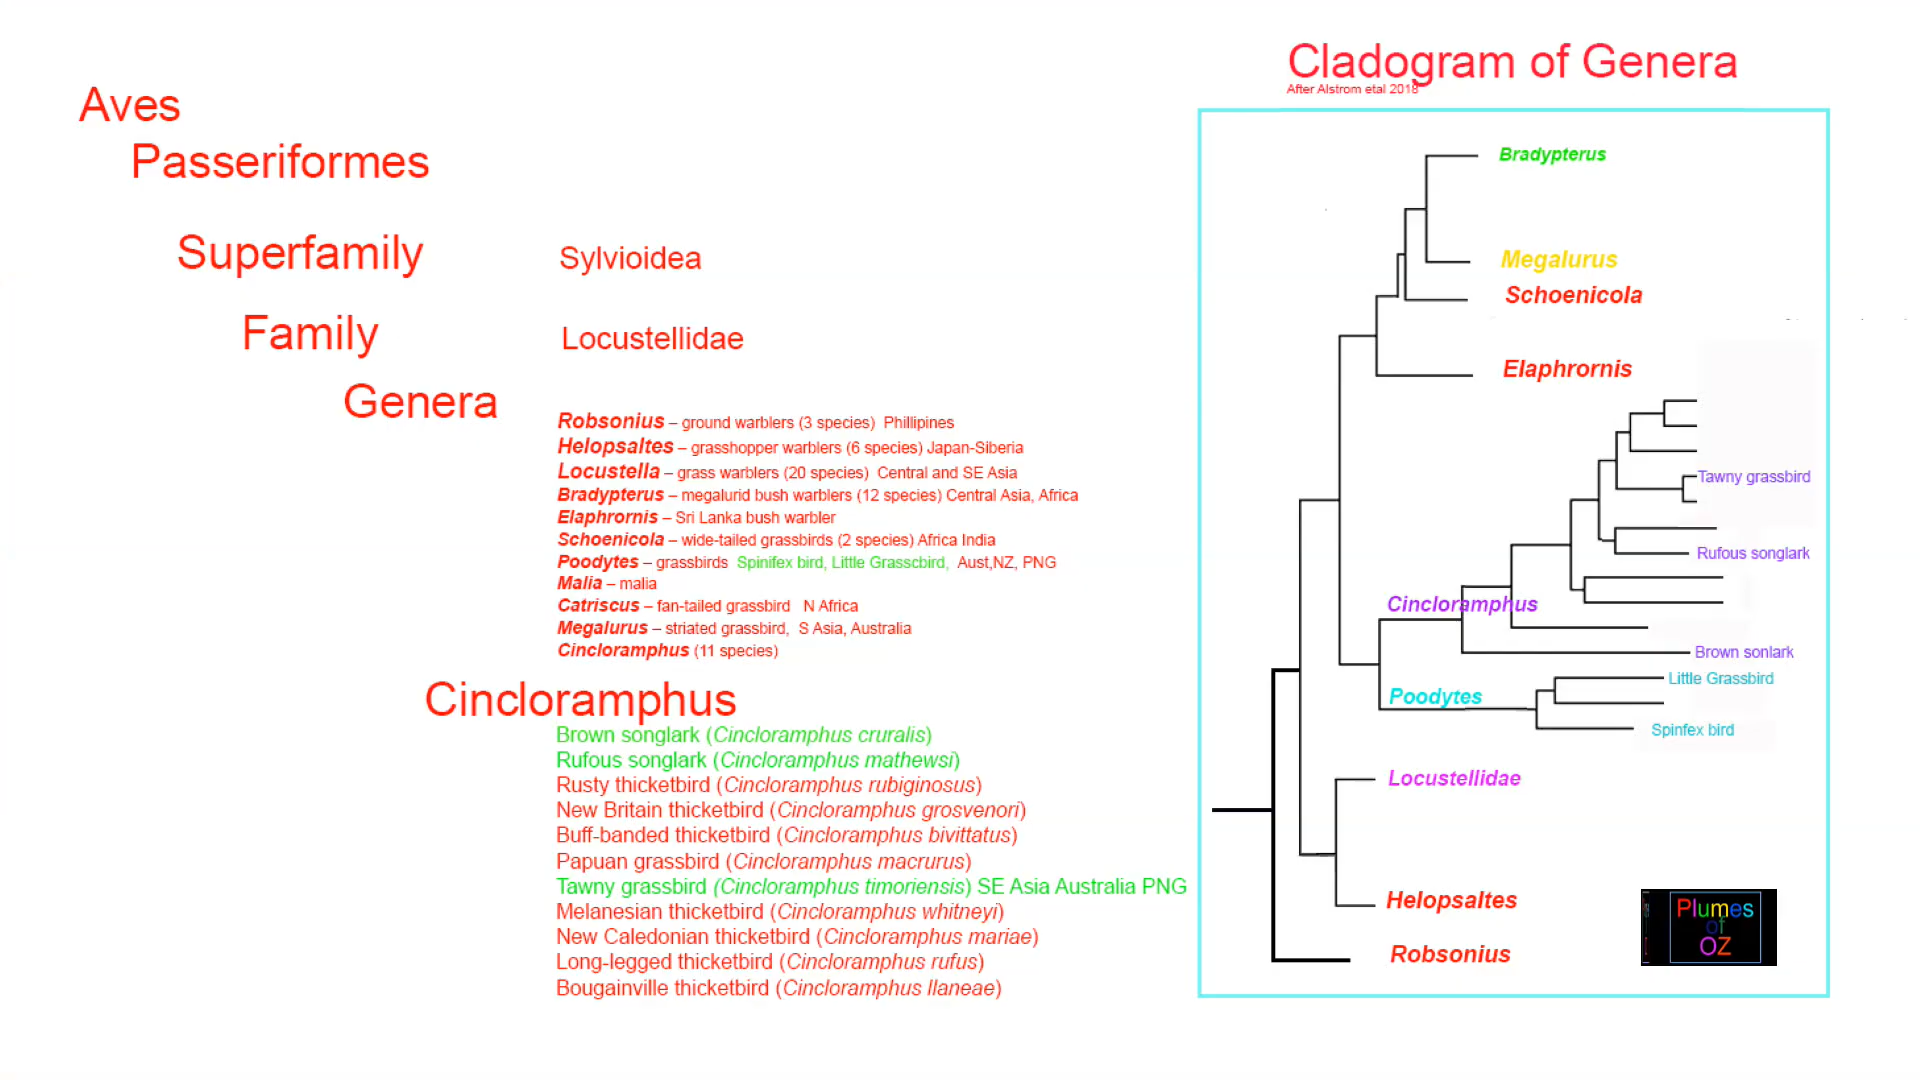 Aves
Passeriformes
Superfamily Sylvioidea
Family Locustellidae
Genera
Robsonius – ground warblers (3 species) Phillipines
Helopsaltes – grasshopper warblers (6 species) Japan-Siberia
Locustella – grass warblers (20 species) Central and SE Asia
Bradypterus – megalurid bush warblers (12 species) Central Asia, Africa
Elaphrornis – Sri Lanka bush warbler
Schoenicola – wide-tailed grassbirds (2 species) Africa India
Poodytes – grassbirds Spinifex bird, Little Grasscbird, Aust,NZ, PNG
Malia – malia
Catriscus – fan-tailed grassbird N Africa
Megalurus – striated grassbird, S Asia, Australia
Cincloramphus (11 species)
Cincloramphus
Brown songlark (Cincloramphus cruralis)
Rufous songlark (Cincloramphus mathewsi)
Rusty thicketbird (Cincloramphus rubiginosus)
New Britain thicketbird (Cincloramphus grosvenori)
Buff-banded thicketbird (Cincloramphus bivittatus)
Papuan grassbird (Cincloramphus macrurus)
Tawny grassbird (Cincloramphus timoriensis) SE Asia Australia PNG
Melanesian thicketbird (Cincloramphus whitneyi)
New Caledonian thicketbird (Cincloramphus mariae)
Long-legged thicketbird (Cincloramphus rufus)
Bougainville thicketbird (Cincloramphus llaneae)
Cladogram of Genera
After Alstrom etal 2018
Bradypterus
Megalurus
Schoenicola
Elaphrornis
Tawny grassbird
Rufous songlark
Cincloramphus
Brown sonlark
Little Grassbird
Poodytes
Spinfex bird
Locustellidae
Helopsaltes
Robsonius
Plumes
of
OZ